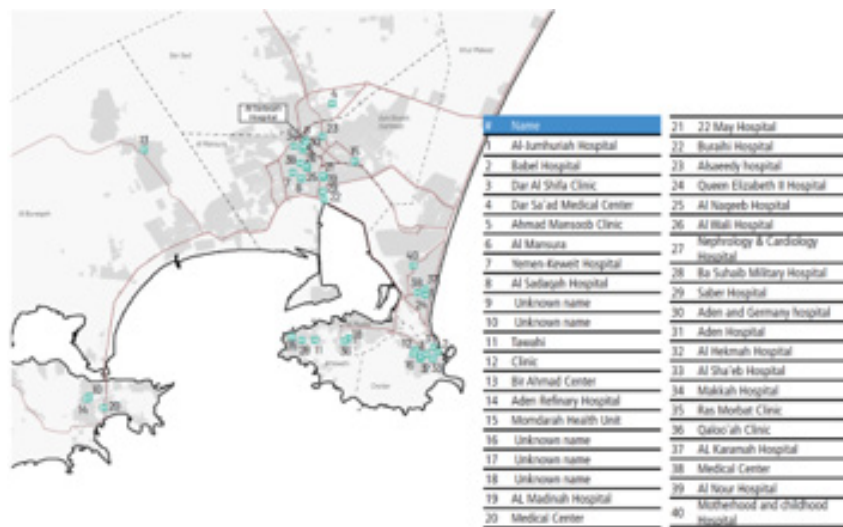 Al Sadaqah
Hospital
# Name
1 Al-Jumhuriah Hospital
2 Babel Hospital
3 Dar Al Shifa Clinic
4 Dar Sa'ad Medical Center
5 Ahmad Mansoob Clinic
6 Al Mansura
7 Yemen-Keweit Hospital
8 Al Sadaqah Hospital
9 Unknown name
10 Unknown name
11 Tawahi
12 Clinic
13 Bir Ahmad Center
14 Aden Refinary Hospital
15 Momdarah Health Unit
16 Unknown name
17 Unknown name
18 Unknown name
19 AL Madinah Hospital
20 Medical Center
21 22 May Hospital
22 Buraihi Hospital
23 Alsaeedy hospital
24 Queen Elizabeth II Hospital
25 Al Naqeeb Hospital
26 Al Wali Hospital
27 Nephrology & Cardiology
Hospital
28 Ba Suhaib Military Hospital
29 Saber Hospital
30 Aden and Germany hospital
31 Aden Hospital
32 Al Hekmah Hospital
33 Al Sha'eb Hospital
34 Makkah Hospital
35 Ras Morbat Clinic
36 Qaloo'ah Clinic
37 AL Karamah Hospital
38 Medical Center
39 Al Nour Hospital
40 Motherhood and childhood
Hospital